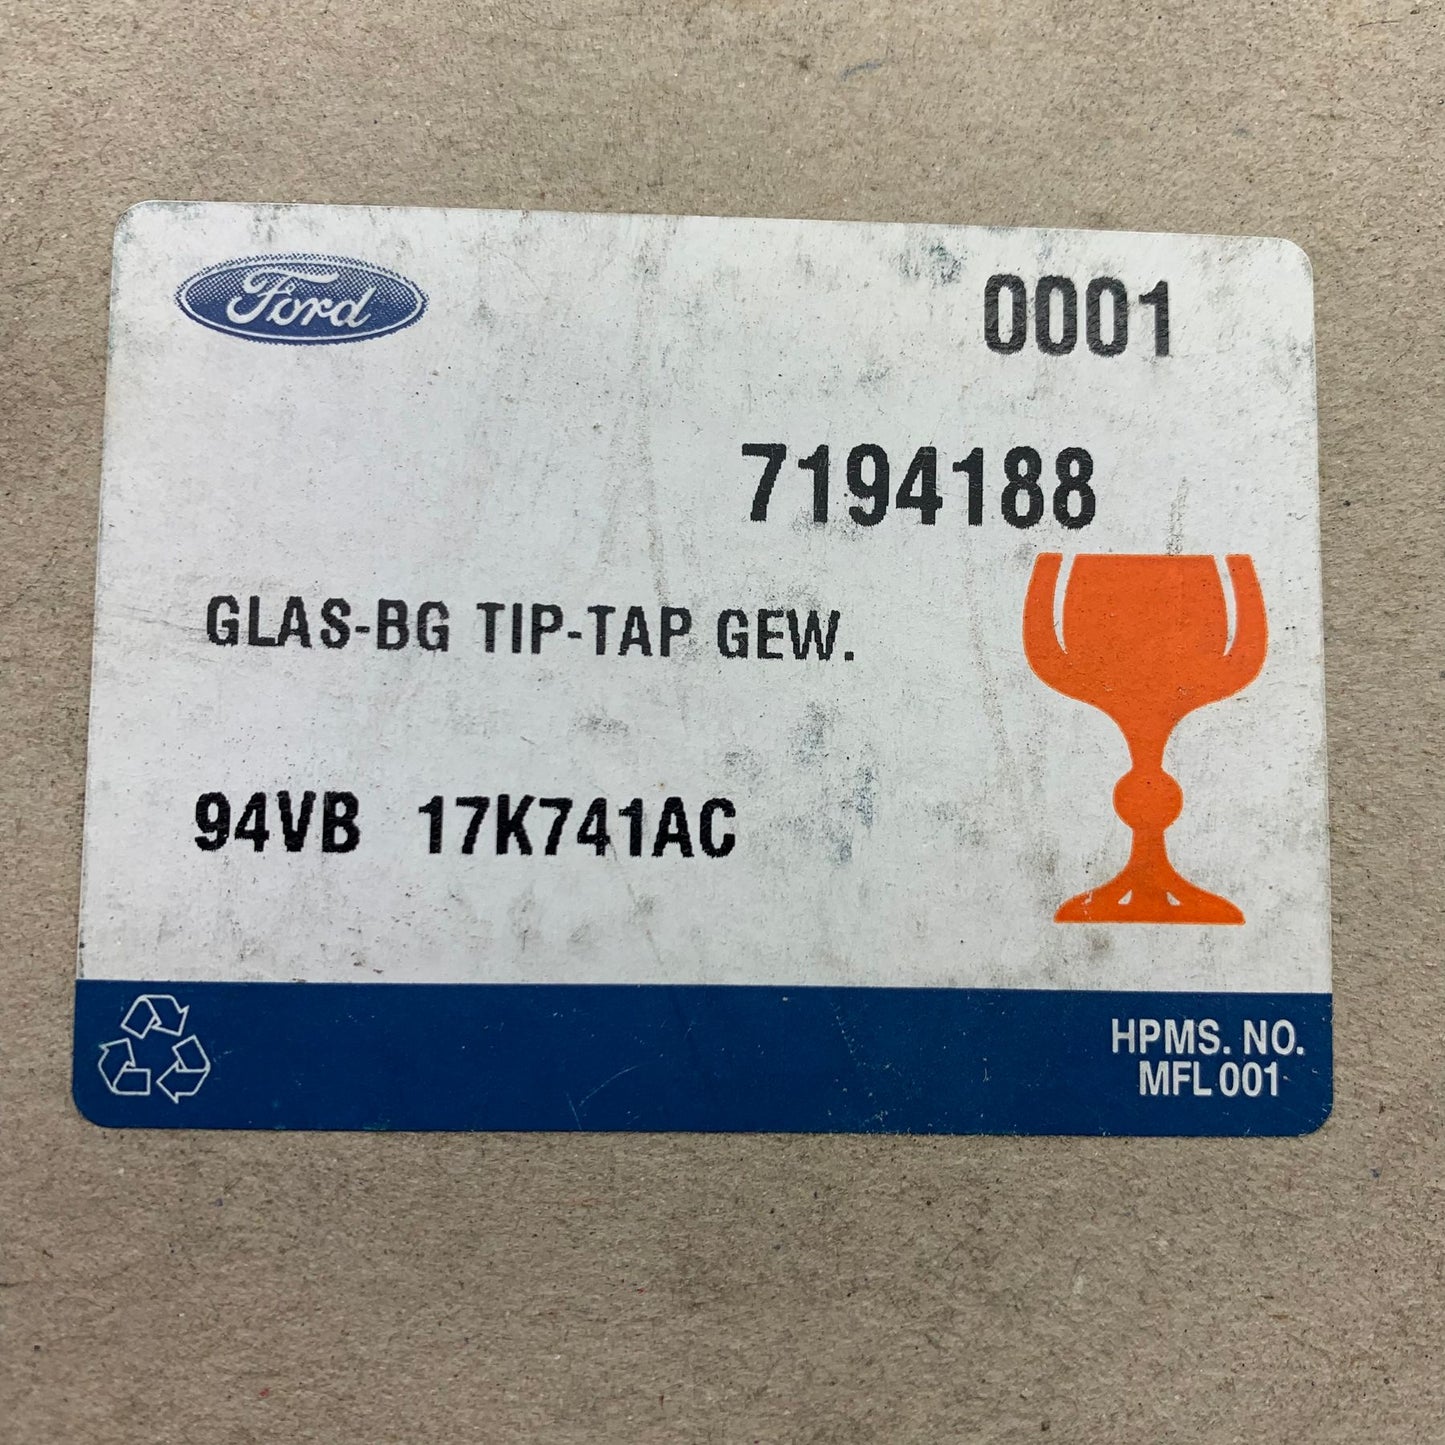 Ford
0001
7194188
GLAS-BG TIP-TAP GEW.
94VB 17K741AC
HPMS. NO.
MFL 001